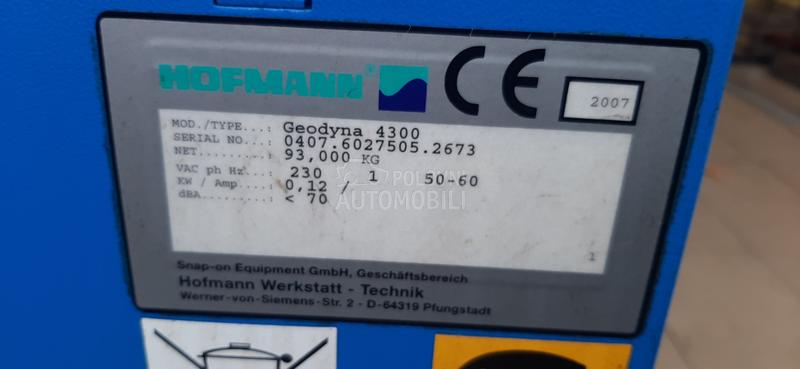 HOFMANN®
CE
2007
MOD./TYPE...: Geodyna 4300
SERIAL NO...: 0407.6027505.2673
NET.........: 93,000 KG
VAC ph Hz...: 230 1 50-60
KW / Amp....: 0,12 /
dBA.........: < 70
POLOVNI
AUTOMOBILI
1
Snap-on Equipment GmbH, Geschäftsbereich
Hofmann Werkstatt - Technik
Werner-von-Siemens-Str. 2 - D-64319 Pfungstadt